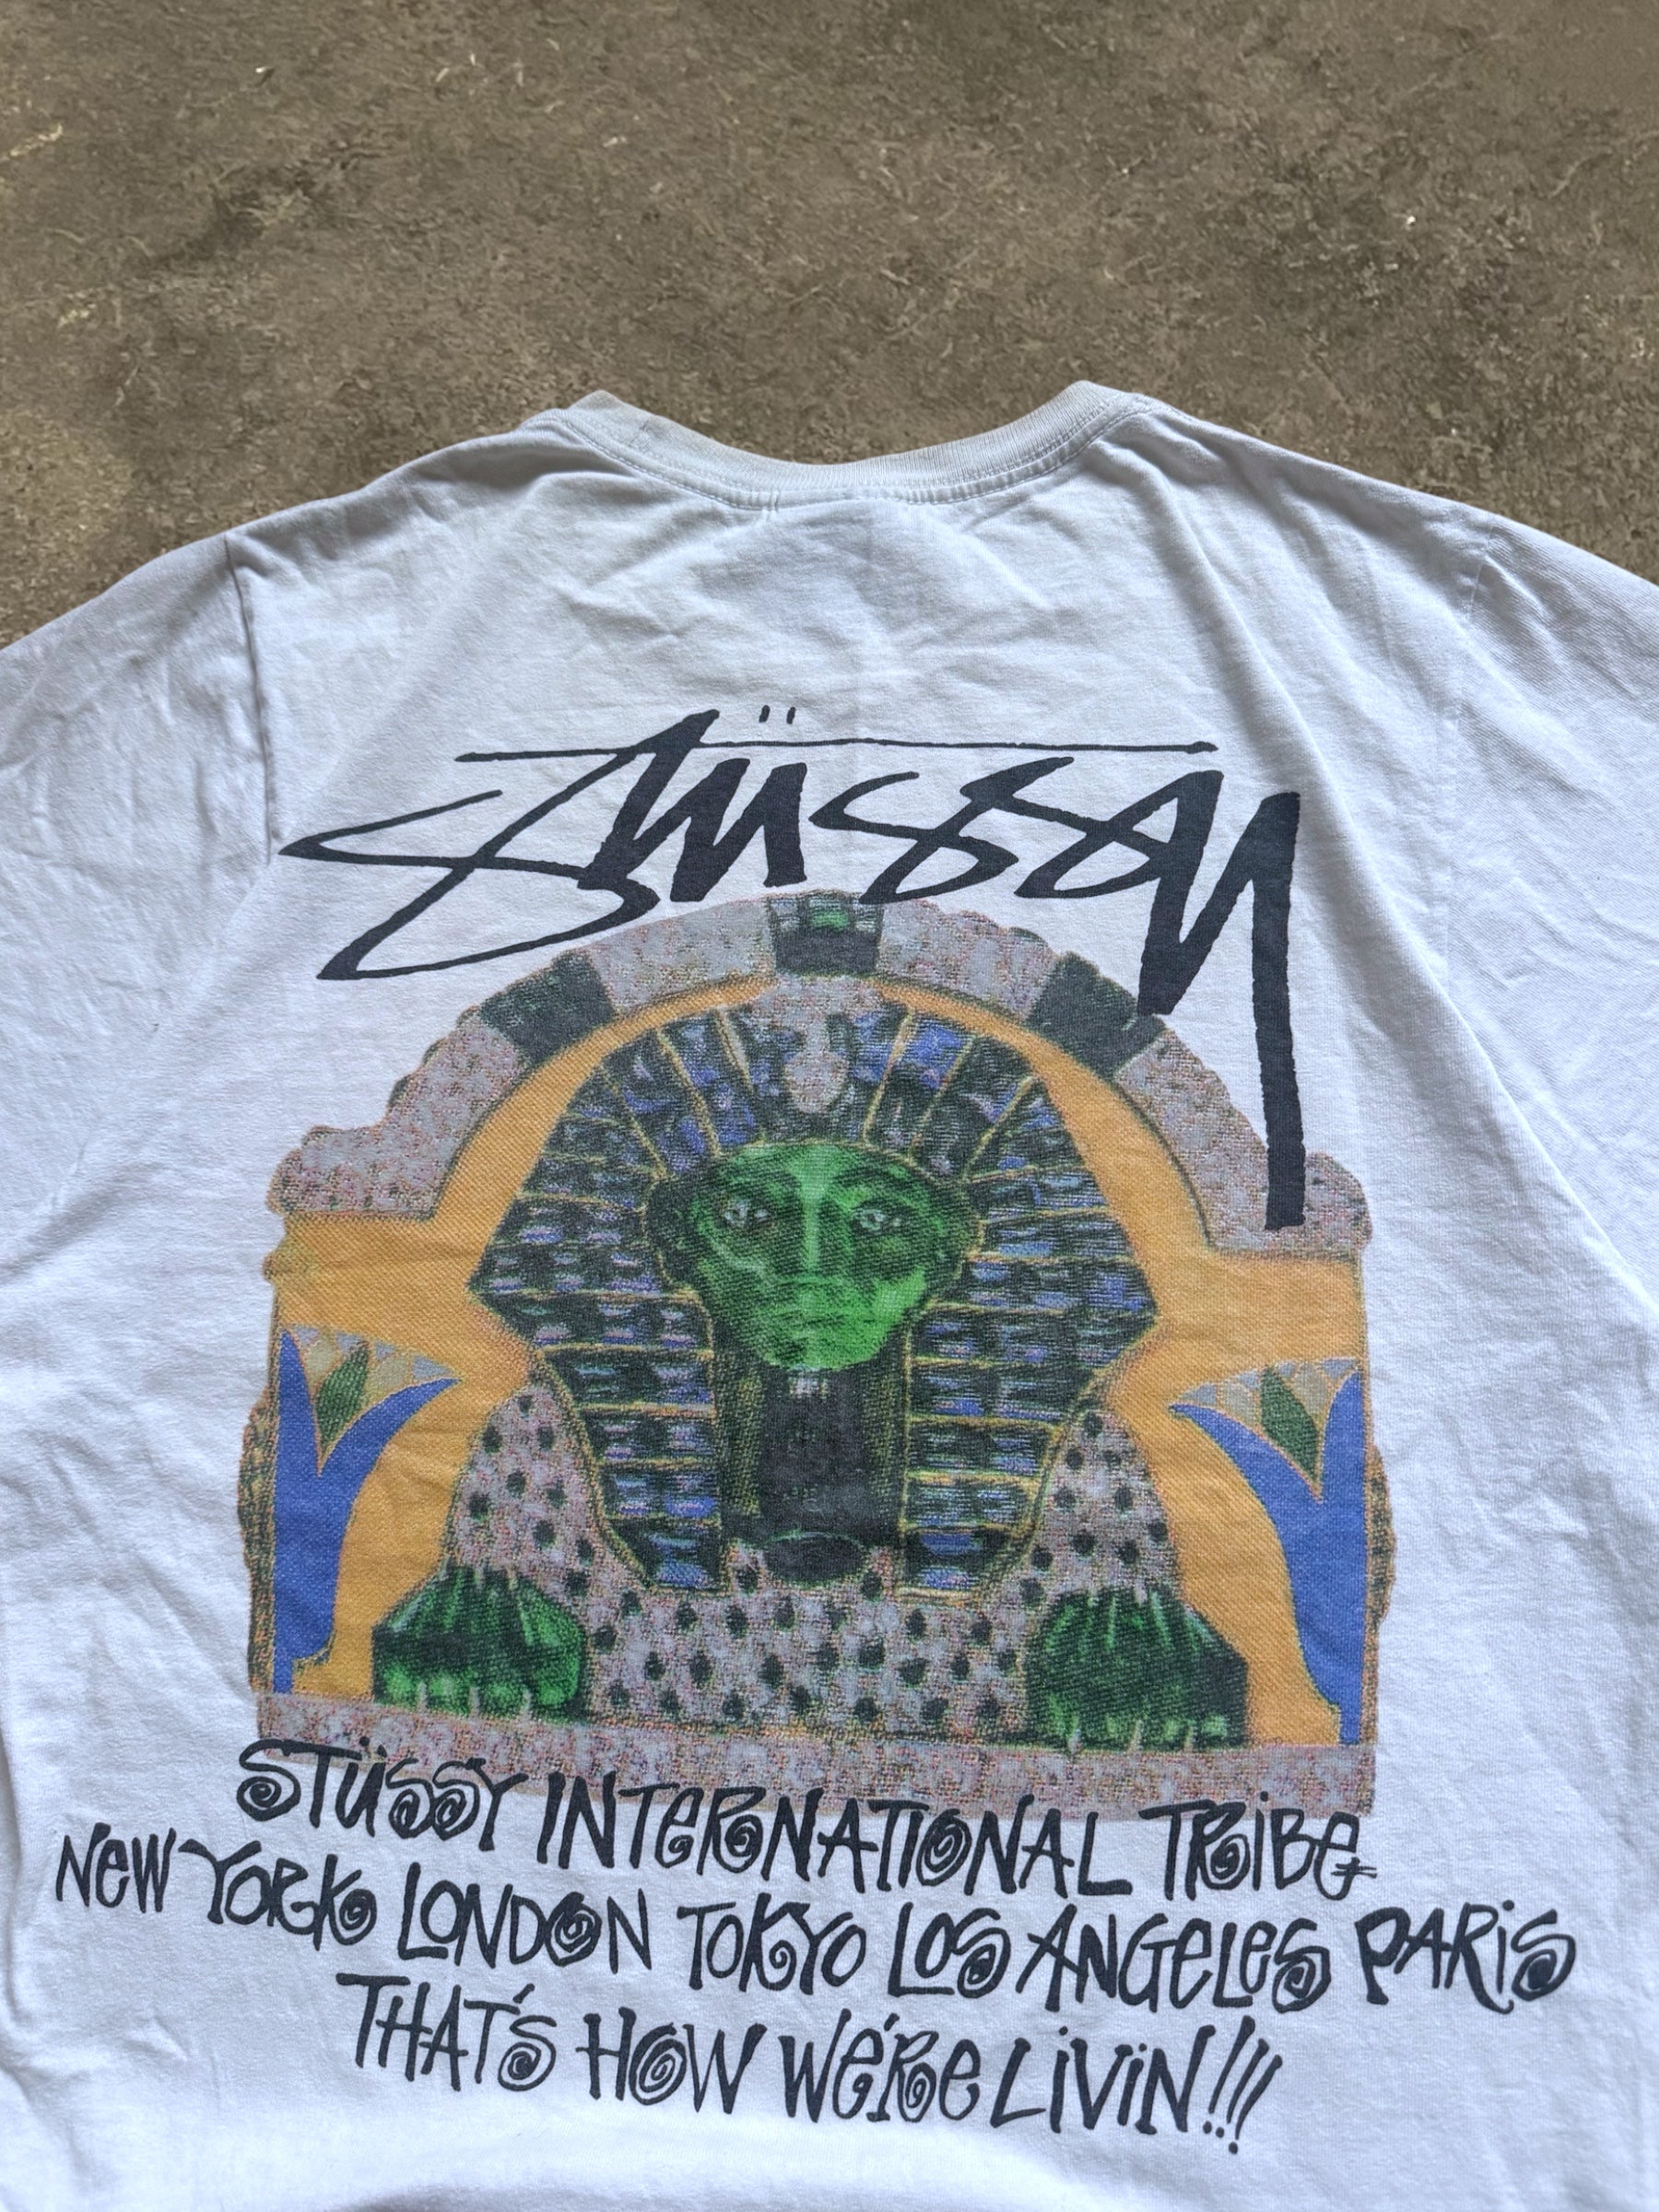 Stüssy
STÜSSY INTERNATIONAL TRIBE
NEW YORK LONDON TOKYO LOS ANGELES PARIS
THAT'S HOW WE'RE LIVIN!!!